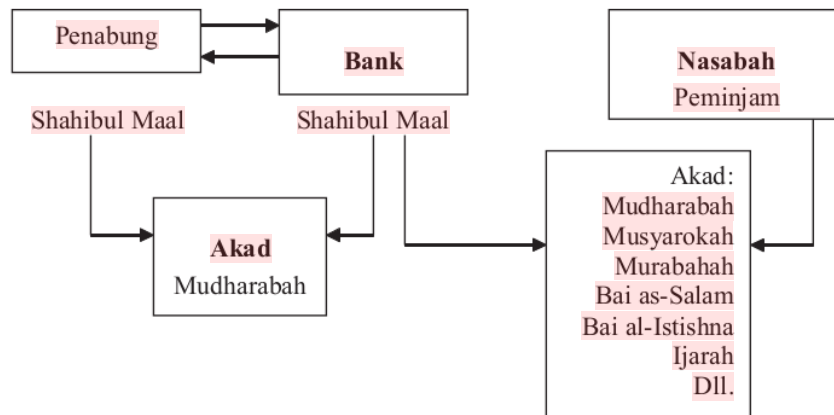 Penabung
Bank
Nasabah
Peminjam
Shahibul Maal
Shahibul Maal
Akad
Mudharabah
Akad:
Mudharabah
Musyarokah
Murabahah
Bai as-Salam
Bai al-Istishna
Ijarah
Dll.